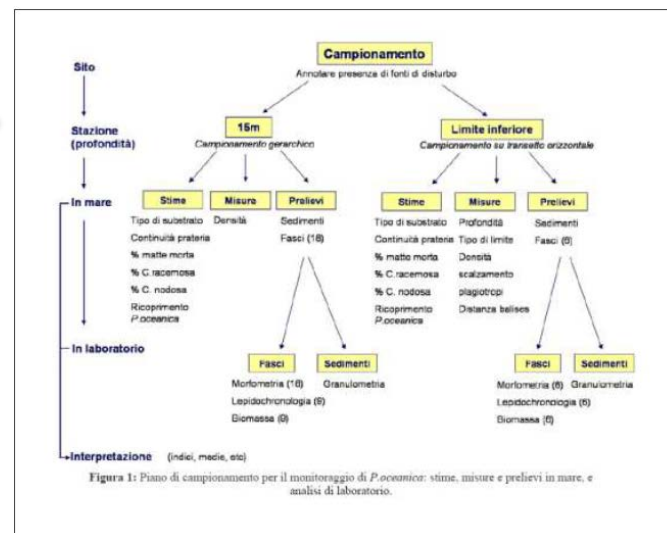 Campionamento
Annotare presenza di fonti di disturbo
Sito
Stazione
(profondità)
15m
Campionamento gerarchico
Limite inferiore
Campionamento su transetto orizzontale
In mare
Stime
Misure
Prelievi
Tipo di substrato
Continuità prateria
% matte morta
% C.racemosa
% C. nodosa
Ricoprimento
P.oceanica
Densità
Sedimenti
Fasci (18)
Stime
Misure
Prelievi
Tipo di substrato
Continuità prateria
% matte morta
% C.racemosa
% C. nodosa
Ricoprimento
P.oceanica
Profondità
Tipo di limite
Densità
scalzamento
plagiotropi
Distanza balises
Sedimenti
Fasci (6)
In laboratorio
Fasci
Sedimenti
Morfometria (18)
Lepidochronologia (9)
Biomassa (9)
Granulometria
Fasci
Sedimenti
Morfometria (6)
Lepidochronologia (6)
Biomassa (6)
Granulometria
Interpretazione (indici, medie, etc)
Figura 1: Piano di campionamento per il monitoraggio di P.oceanica: stime, misure e prelievi in mare, e
analisi di laboratorio.